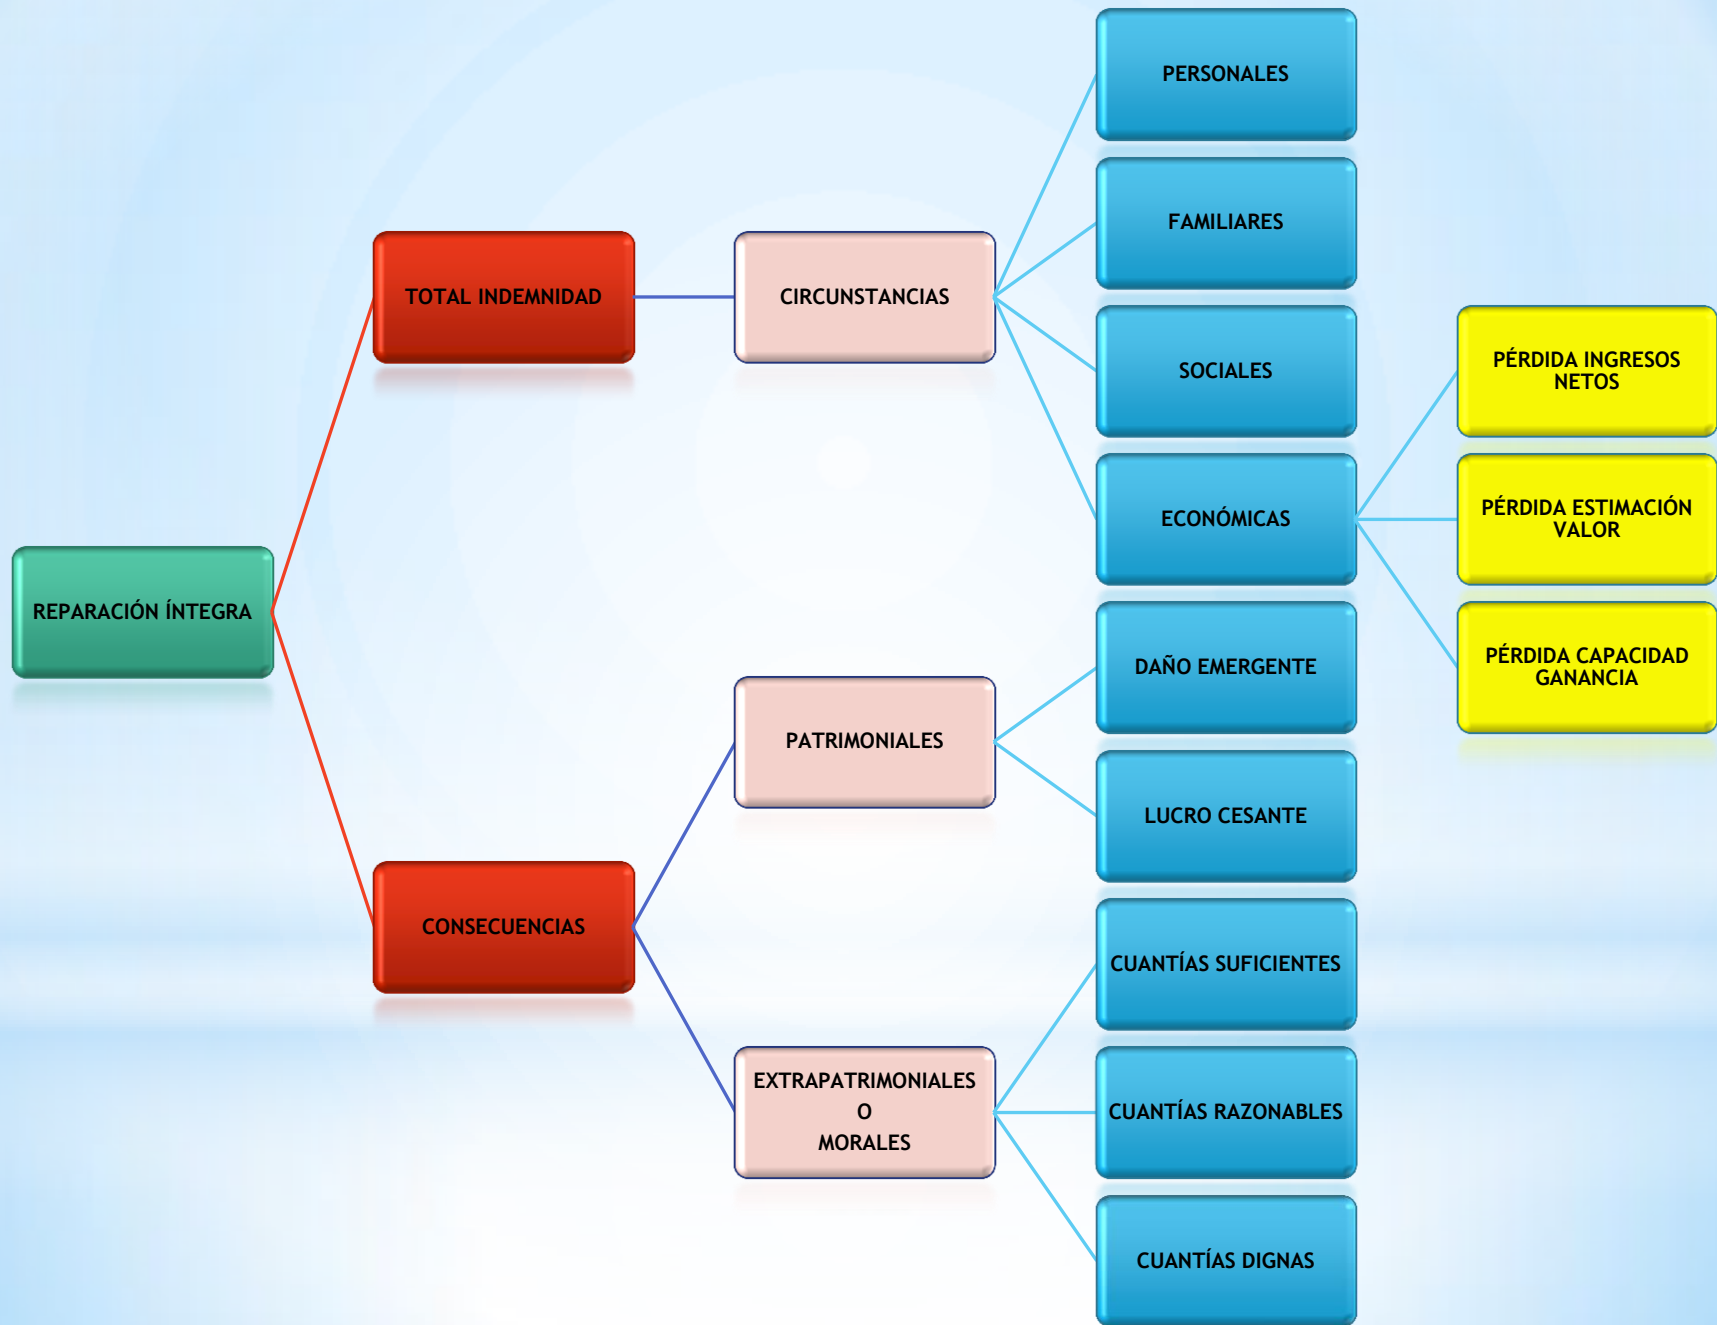 REPARACIÓN ÍNTEGRA
TOTAL INDEMNIDAD
CIRCUNSTANCIAS
PERSONALES
FAMILIARES
SOCIALES
ECONÓMICAS
PÉRDIDA INGRESOS
NETOS
PÉRDIDA ESTIMACIÓN
VALOR
PÉRDIDA CAPACIDAD
GANANCIA
CONSECUENCIAS
PATRIMONIALES
DAÑO EMERGENTE
LUCRO CESANTE
EXTRAPATRIMONIALES
O
MORALES
CUANTÍAS SUFICIENTES
CUANTÍAS RAZONABLES
CUANTÍAS DIGNAS